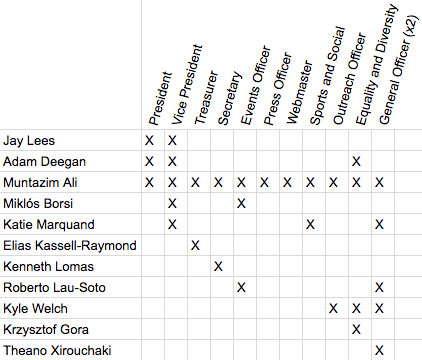 President
Vice President
Treasurer
Secretary
Events Officer
Press Officer
Webmaster
Sports and Social
Outreach Officer
Equality and Diversity
General Officer (x2)
Jay Lees X X
Adam Deegan X X X
Muntazim Ali X X X X X X X X X X X
Miklós Borsi X X
Katie Marquand X X X
Elias Kassell-Raymond X
Kenneth Lomas X
Roberto Lau-Soto X X
Kyle Welch X X X
Krzysztof Gora X
Theano Xirouchaki X